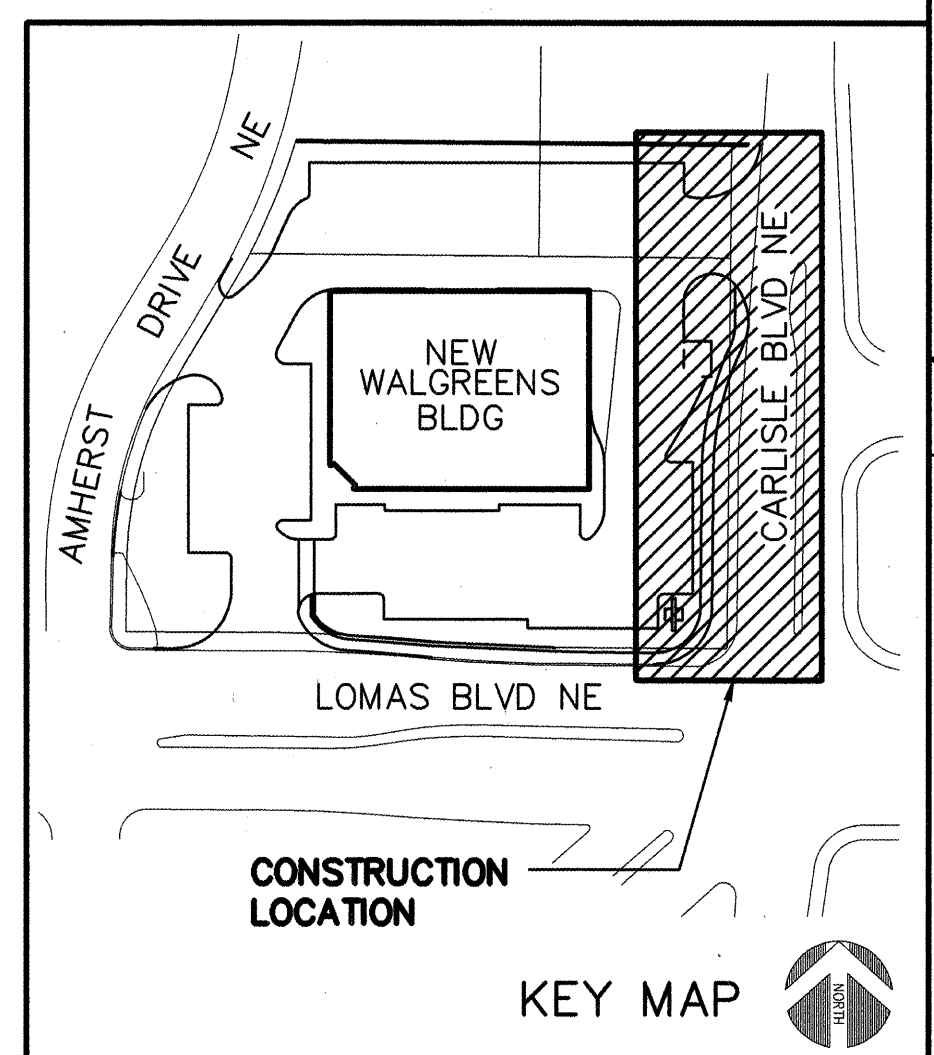 AMHERST DRIVE NE
NEW
WALGREENS
BLDG
CARLISLE BLVD NE
LOMAS BLVD NE
CONSTRUCTION
LOCATION
KEY MAP
NORTH